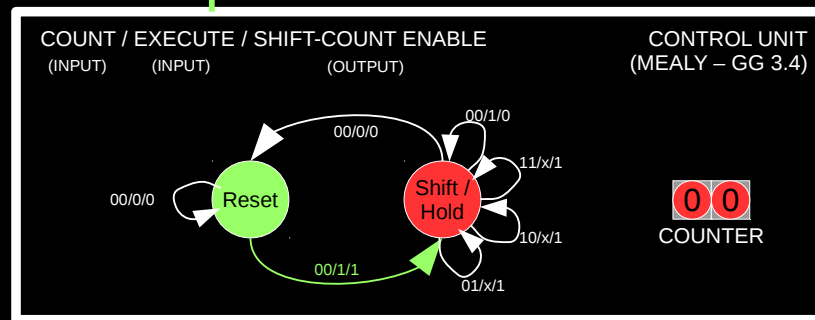 COUNT / EXECUTE / SHIFT-COUNT ENABLE
(INPUT) (INPUT) (OUTPUT)
CONTROL UNIT
(MEALY – GG 3.4)
00/0/0
00/1/0
11/x/1
00/0/0
Reset
Shift /
Hold
0 0
COUNTER
10/x/1
00/1/1
01/x/1